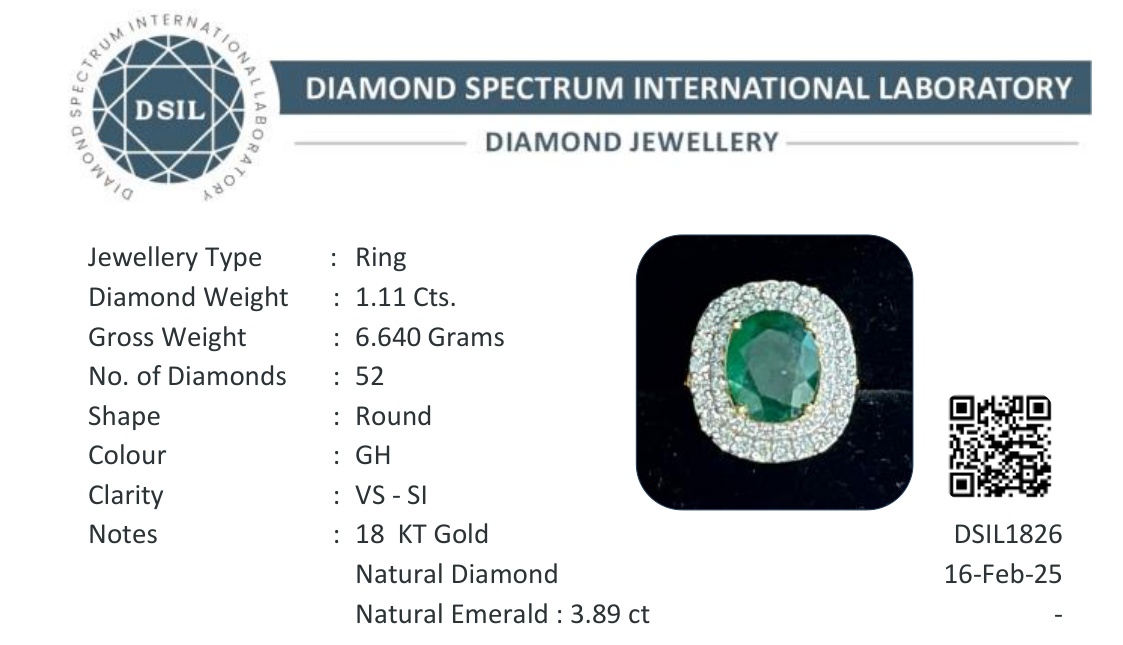 DIAMOND SPECTRUM INTERNATIONAL LABORATORY
DSIL
DIAMOND SPECTRUM INTERNATIONAL LABORATORY
DIAMOND JEWELLERY
Jewellery Type : Ring
Diamond Weight : 1.11 Cts.
Gross Weight : 6.640 Grams
No. of Diamonds : 52
Shape : Round
Colour : GH
Clarity : VS - SI
Notes : 18 KT Gold
Natural Diamond
Natural Emerald : 3.89 ct
DSIL1826
16-Feb-25
-